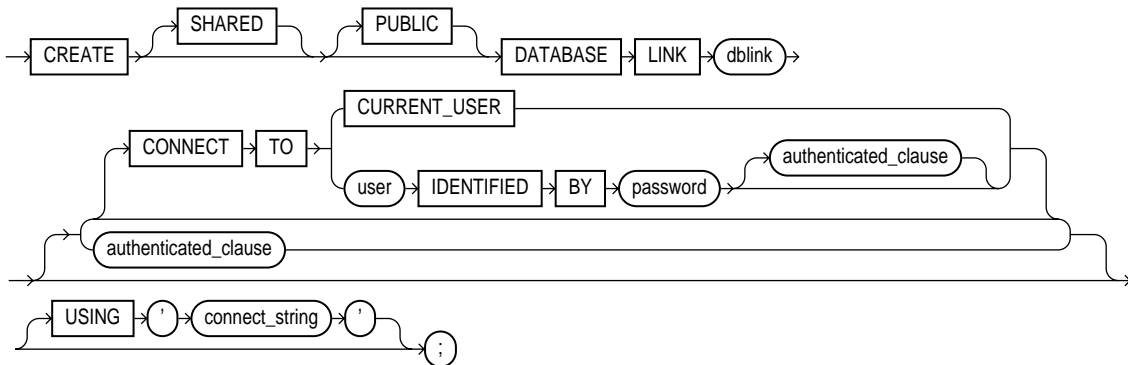 SHARED PUBLIC
CREATE DATABASE LINK dblink
CURRENT_USER
CONNECT TO authenticated_clause
user IDENTIFIED BY password
authenticated_clause
USING ' connect_string '
;